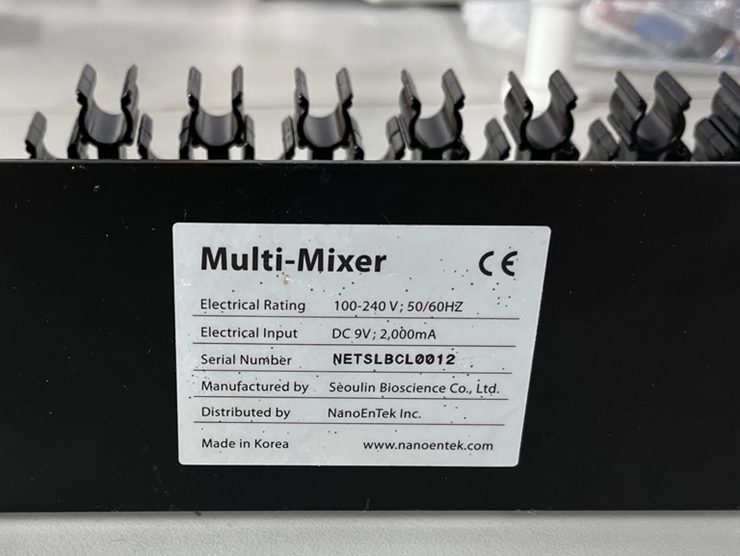 Multi-Mixer CE
Electrical Rating 100-240 V; 50/60HZ
Electrical Input DC 9V; 2,000mA
Serial Number NETSLBCL0012
Manufactured by Seoulin Bioscience Co., Ltd.
Distributed by NanoEnTek Inc.
Made in Korea www.nanoentek.com